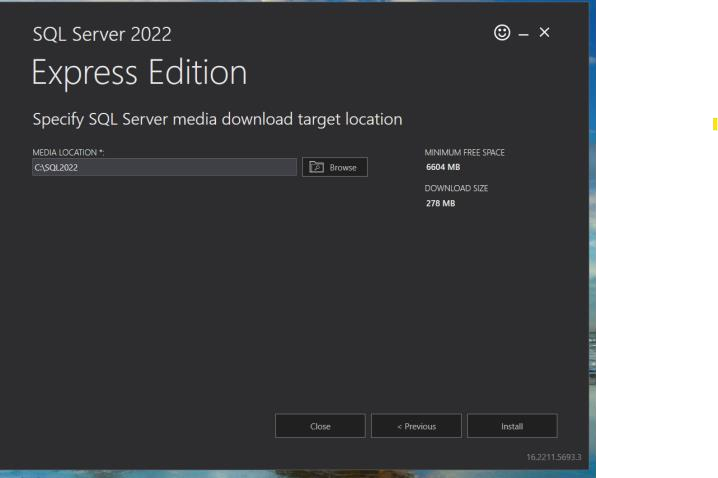 SQL Server 2022
Express Edition
Specify SQL Server media download target location
MEDIA LOCATION *:
C:\SQL2022
Browse
MINIMUM FREE SPACE
6604 MB
DOWNLOAD SIZE
278 MB
Close
< Previous
Install
16.2211.5693.3